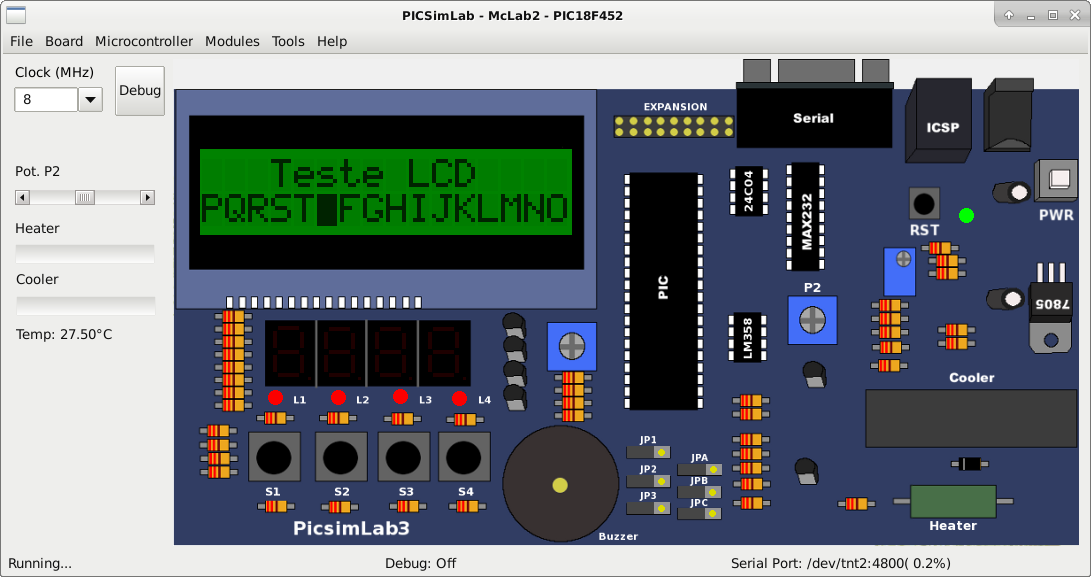 PICSimLab - McLab2 - PIC18F452
File Board Microcontroller Modules Tools Help
Clock (MHz)
8
Debug
Pot. P2
Heater
Cooler
Temp: 27.50°C
Teste LCD
PQRST FGHIJKLMNO
EXPANSION
Serial
ICSP
24C04
MAX232
RST
PWR
PIC
P2
7805
LM358
Cooler
L1 L2 L3 L4
S1 S2 S3 S4
JP1
JPA
JP2
JPB
JP3
JPC
PicsimLab3
Buzzer
Heater
Running...
Debug: Off
Serial Port: /dev/tnt2:4800( 0.2%)